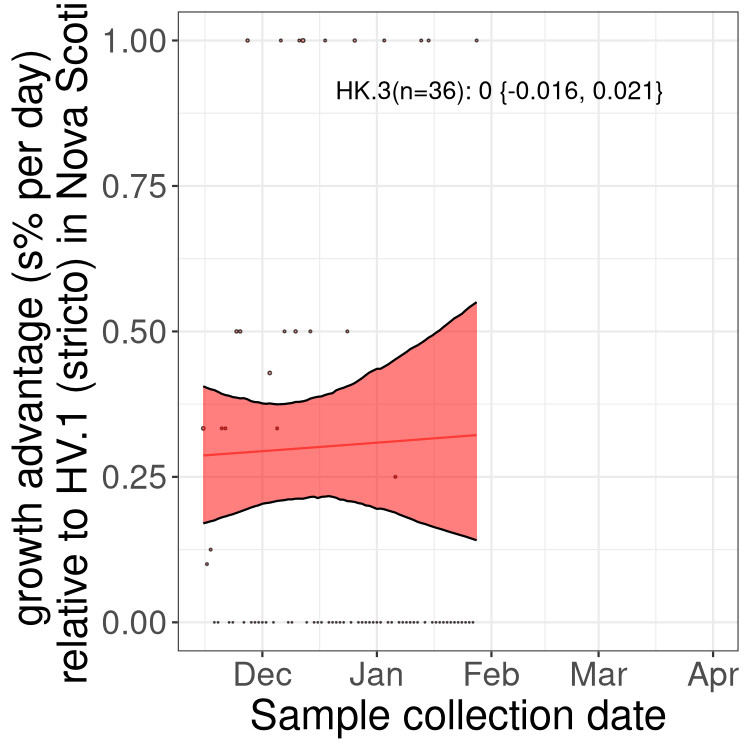 growth advantage (s% per day)
relative to HV.1 (stricto) in Nova Scoti
1.00
0.75
0.50
0.25
0.00
HK.3(n=36): 0 {-0.016, 0.021}
Dec Jan Feb Mar Apr
Sample collection date